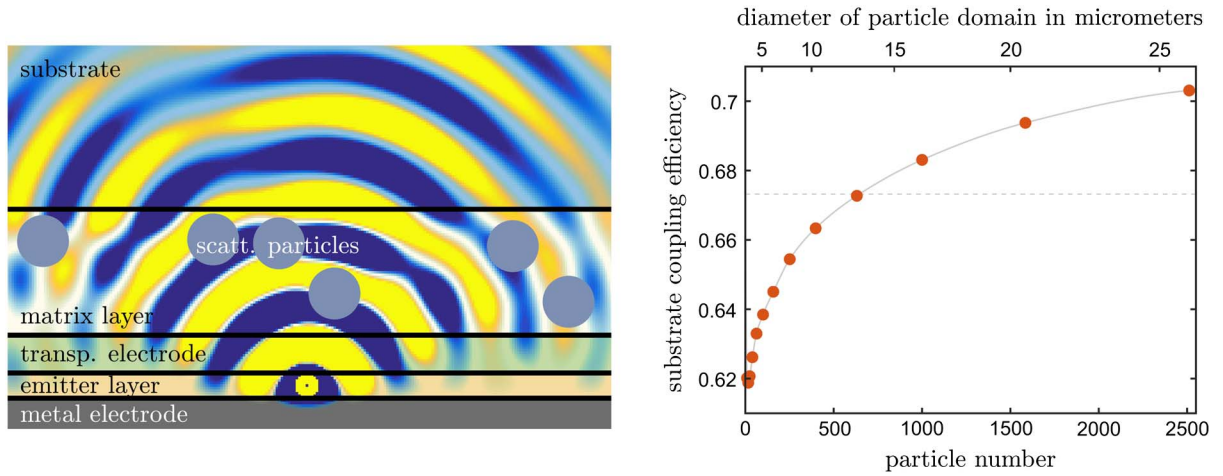 substrate
scatt. particles
matrix layer
transp. electrode
emitter layer
metal electrode
diameter of particle domain in micrometers
5 10 15 20 25
substrate coupling efficiency
0.7
0.68
0.66
0.64
0.62
0 500 1000 1500 2000 2500
particle number